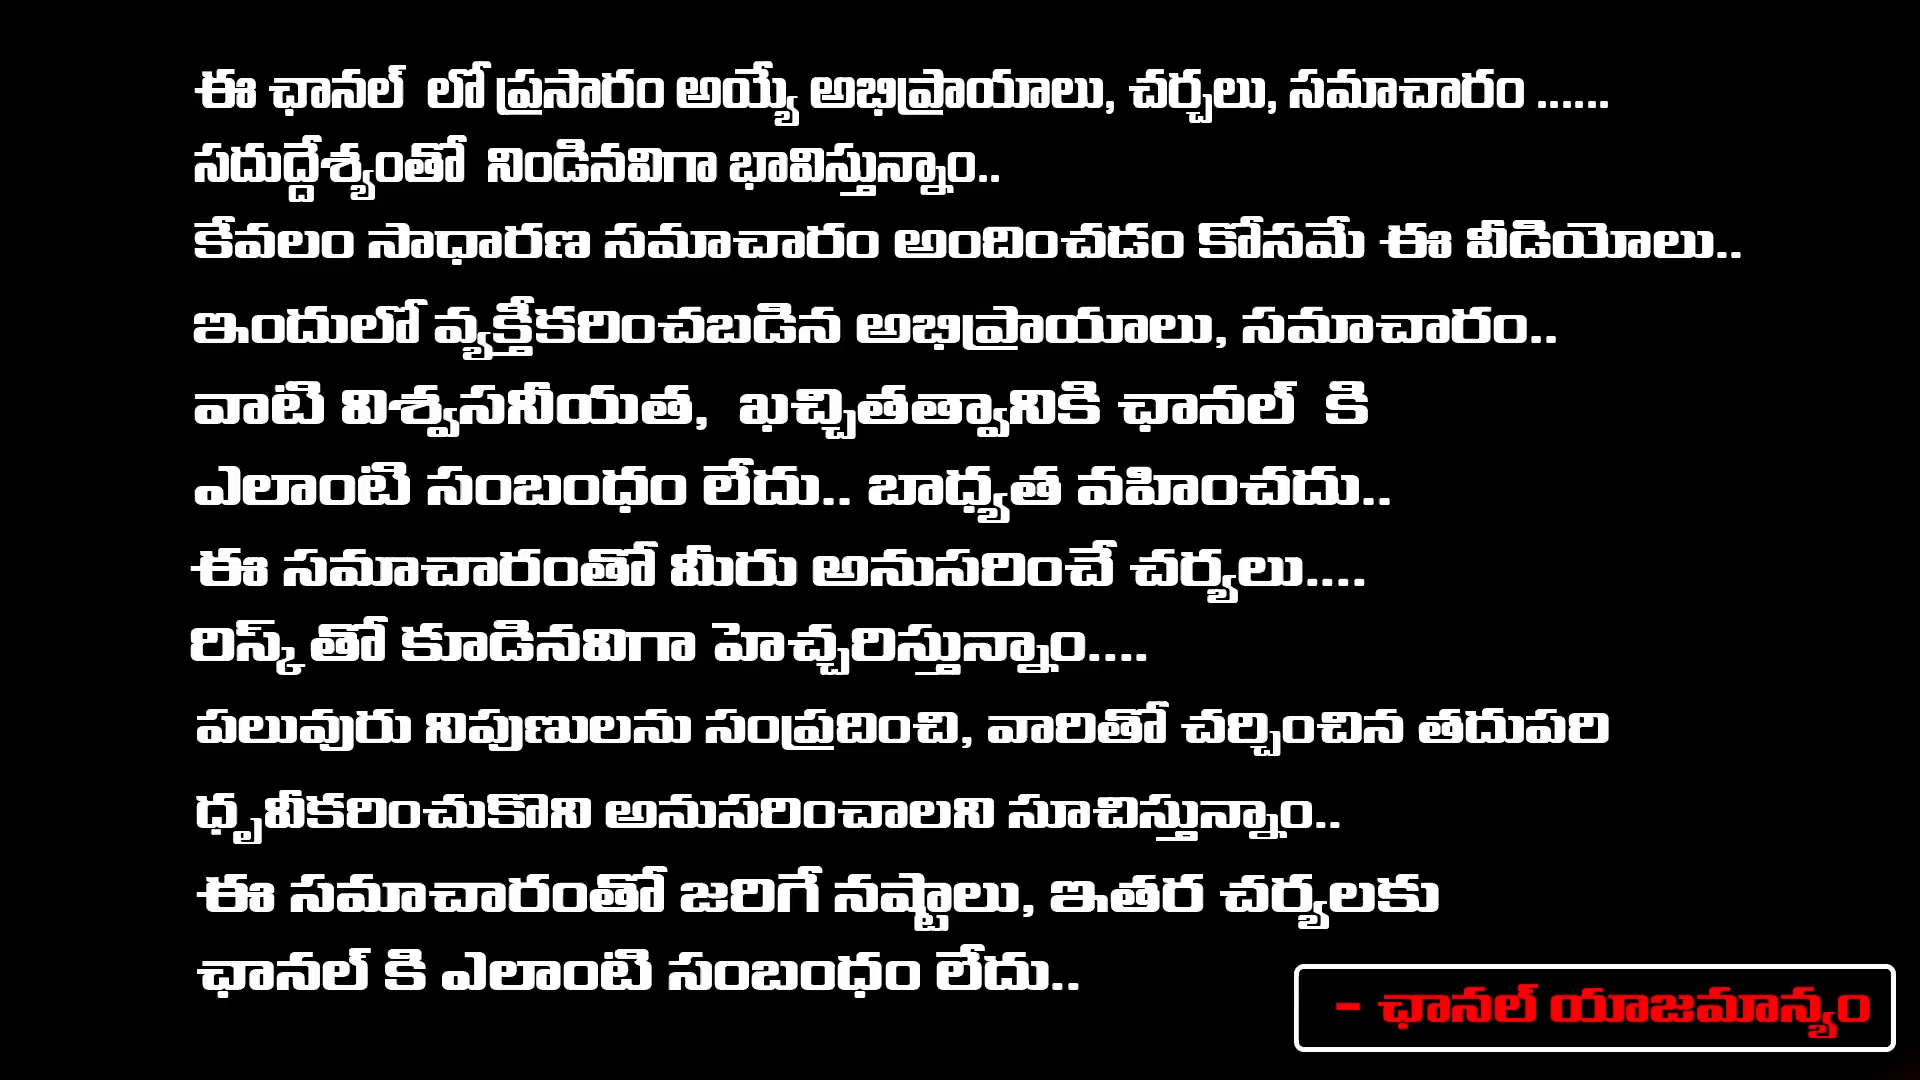 ఈ ఛానల్ లో ప్రసారం అయ్యే అభిప్రాయాలు, చర్చలు, సమాచారం ......
సదుద్దేశ్యంతో నిండినవిగా భావిస్తున్నాం..
కేవలం సాధారణ సమాచారం అందించడం కోసమే ఈ వీడియోలు..
ఇందులో వ్యక్తీకరించబడిన అభిప్రాయాలు, సమాచారం..
వాటి విశ్వసనీయత, ఖచ్చితత్వానికి ఛానల్ కి
ఎలాంటి సంబంధం లేదు.. బాధ్యత వహించదు..
ఈ సమాచారంతో మీరు అనుసరించే చర్యలు....
రిస్క్ తో కూడినవిగా హెచ్చరిస్తున్నాం....
పలువురు నిపుణులను సంప్రదించి, వారితో చర్చించిన తదుపరి
ధృవీకరించుకొని అనుసరించాలని సూచిస్తున్నాం..
ఈ సమాచారంతో జరిగే నష్టాలు, ఇతర చర్యలకు
ఛానల్ కి ఎలాంటి సంబంధం లేదు..
- ఛానల్ యాజమాన్యం